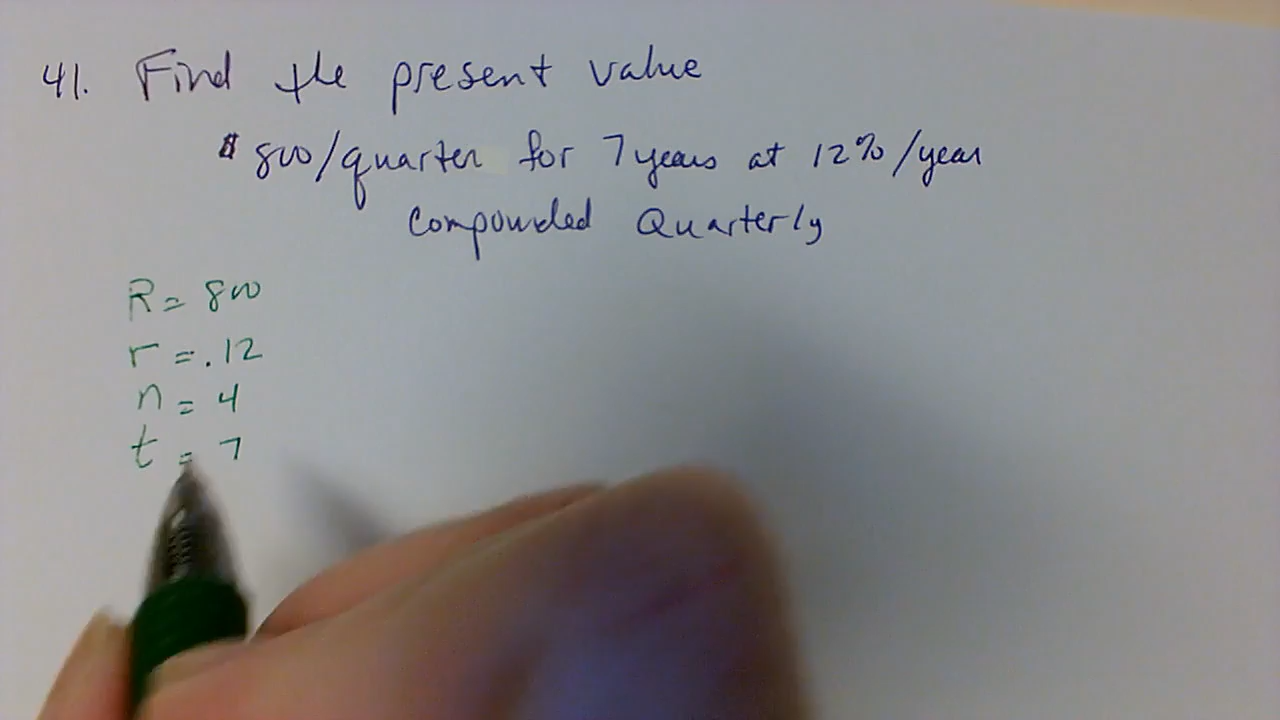 41. Find the present value
$800/quarter for 7 years at 12%/year
Compounded Quarterly
R = 800
r = .12
n = 4
t = 7